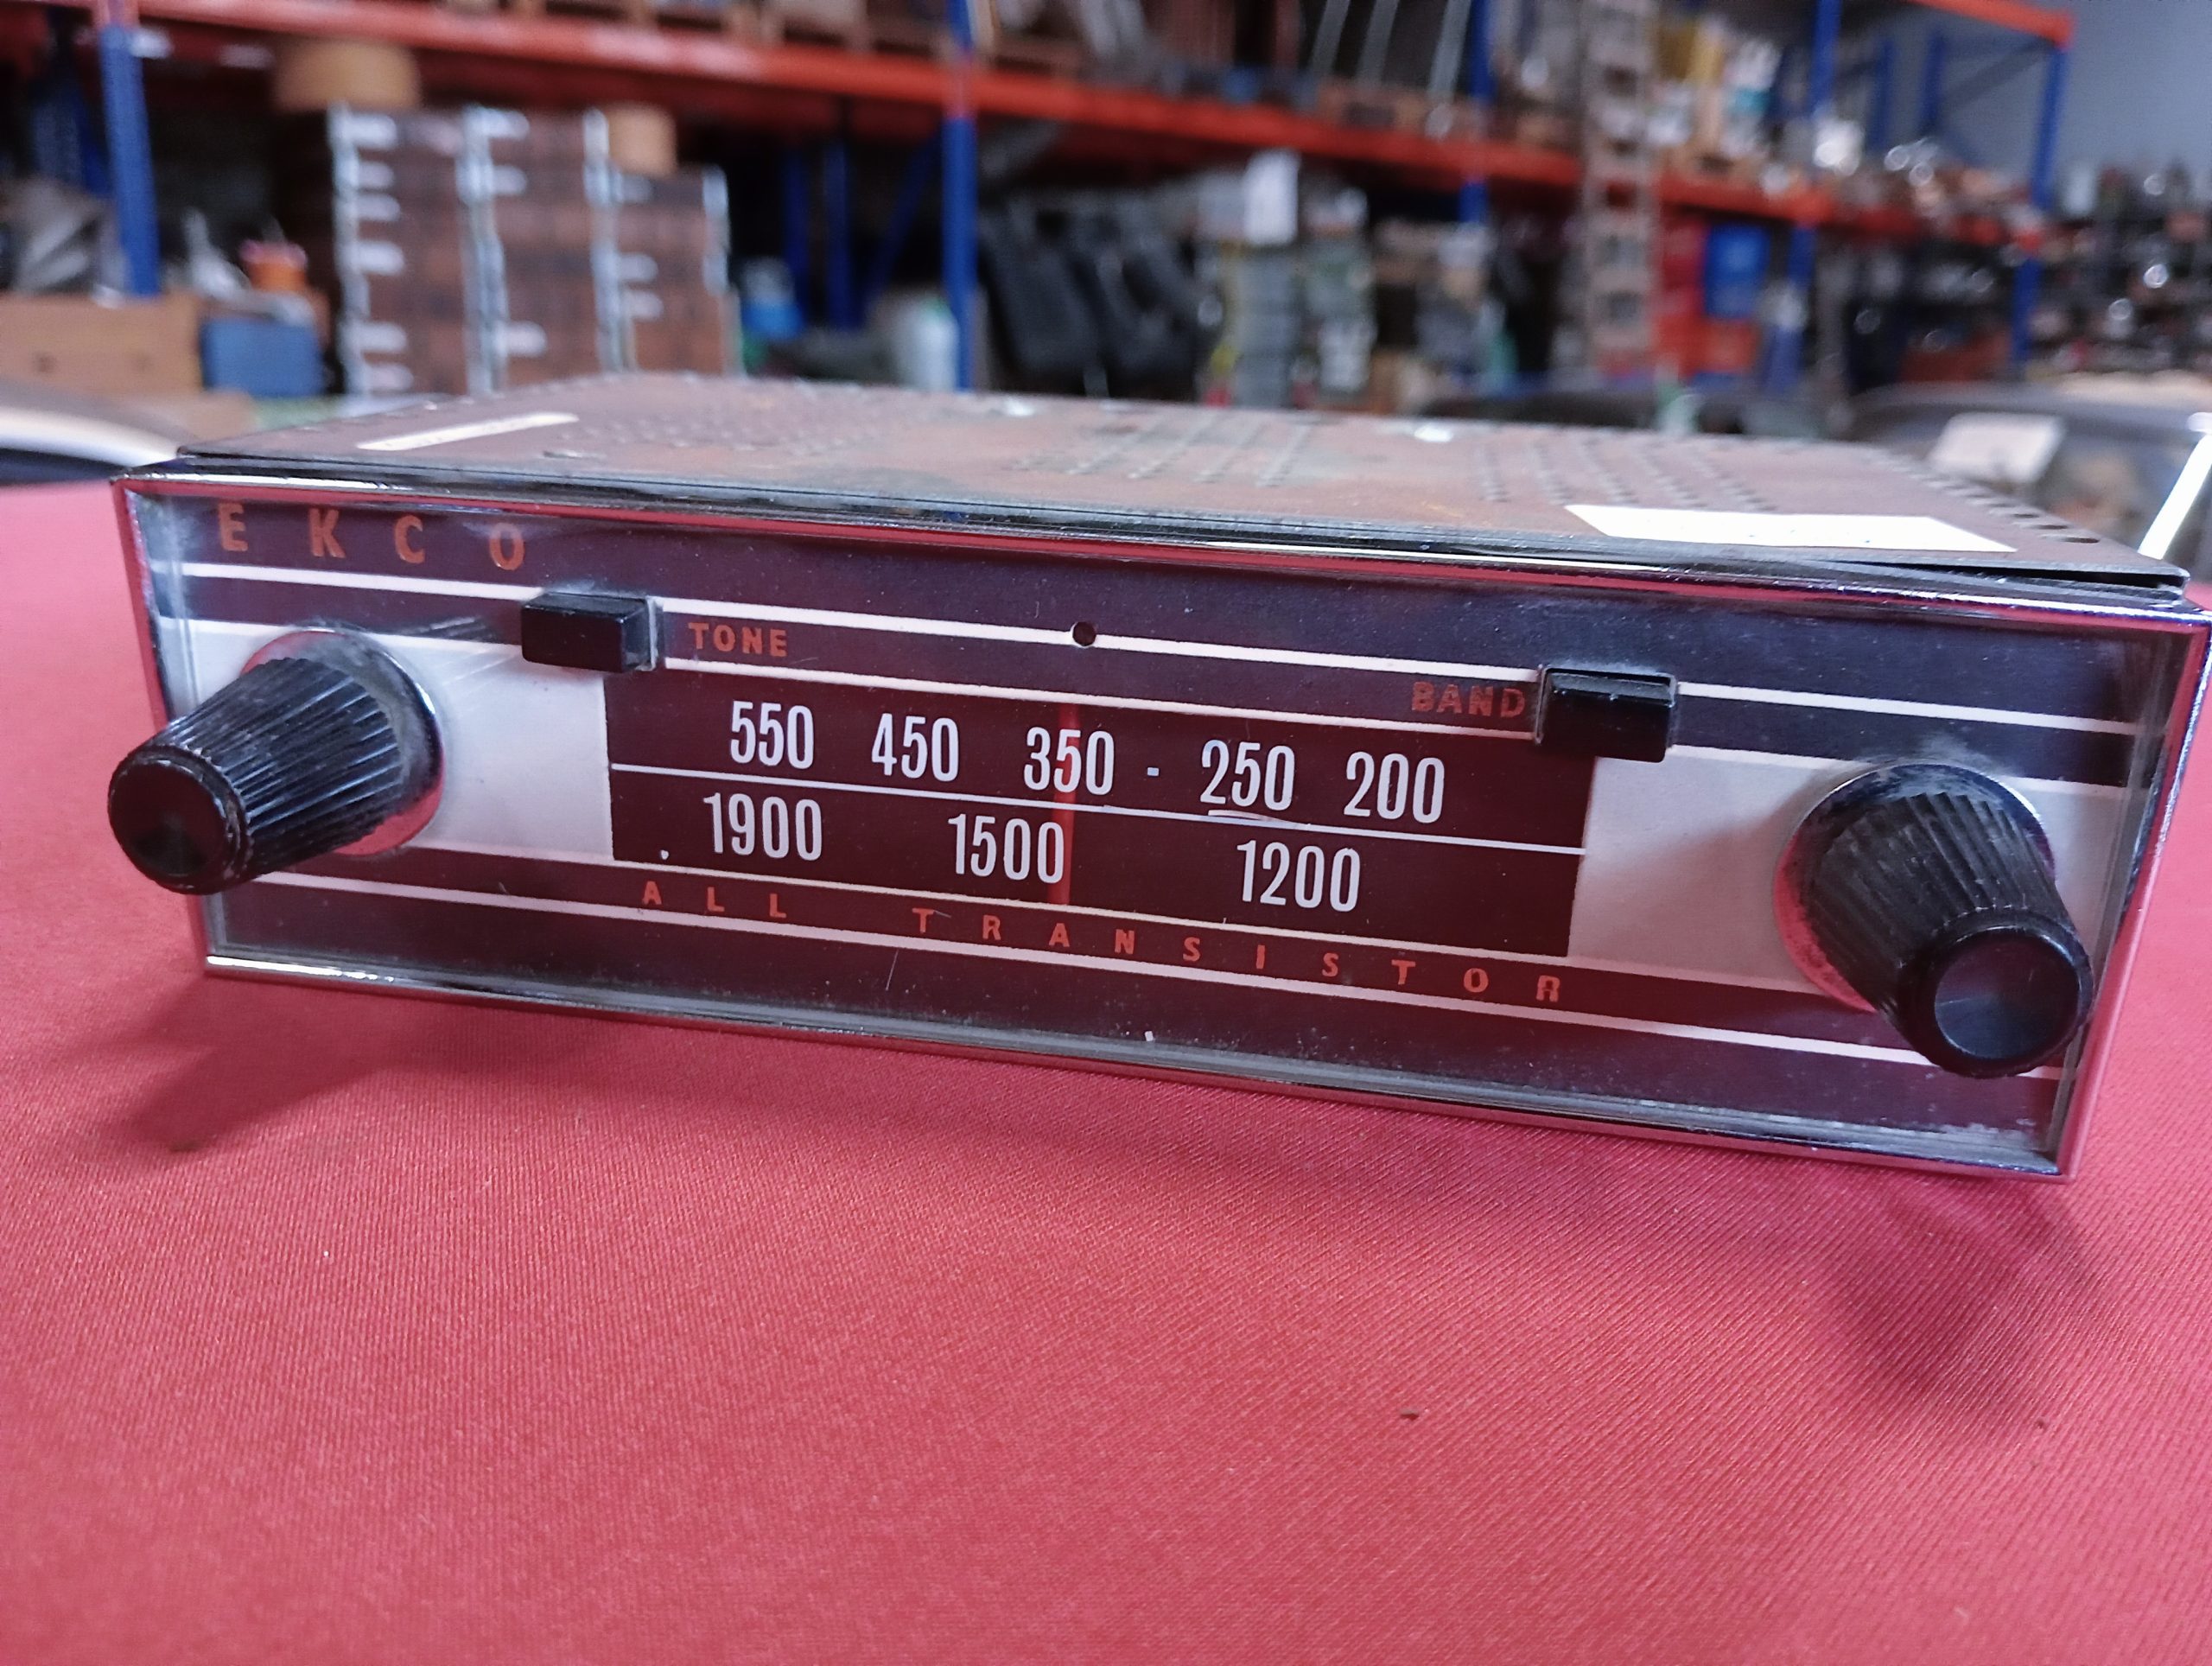 EKCO
TONE
BAND
550 450 350 · 250 200
1900 1500 1200
ALL TRANSISTOR